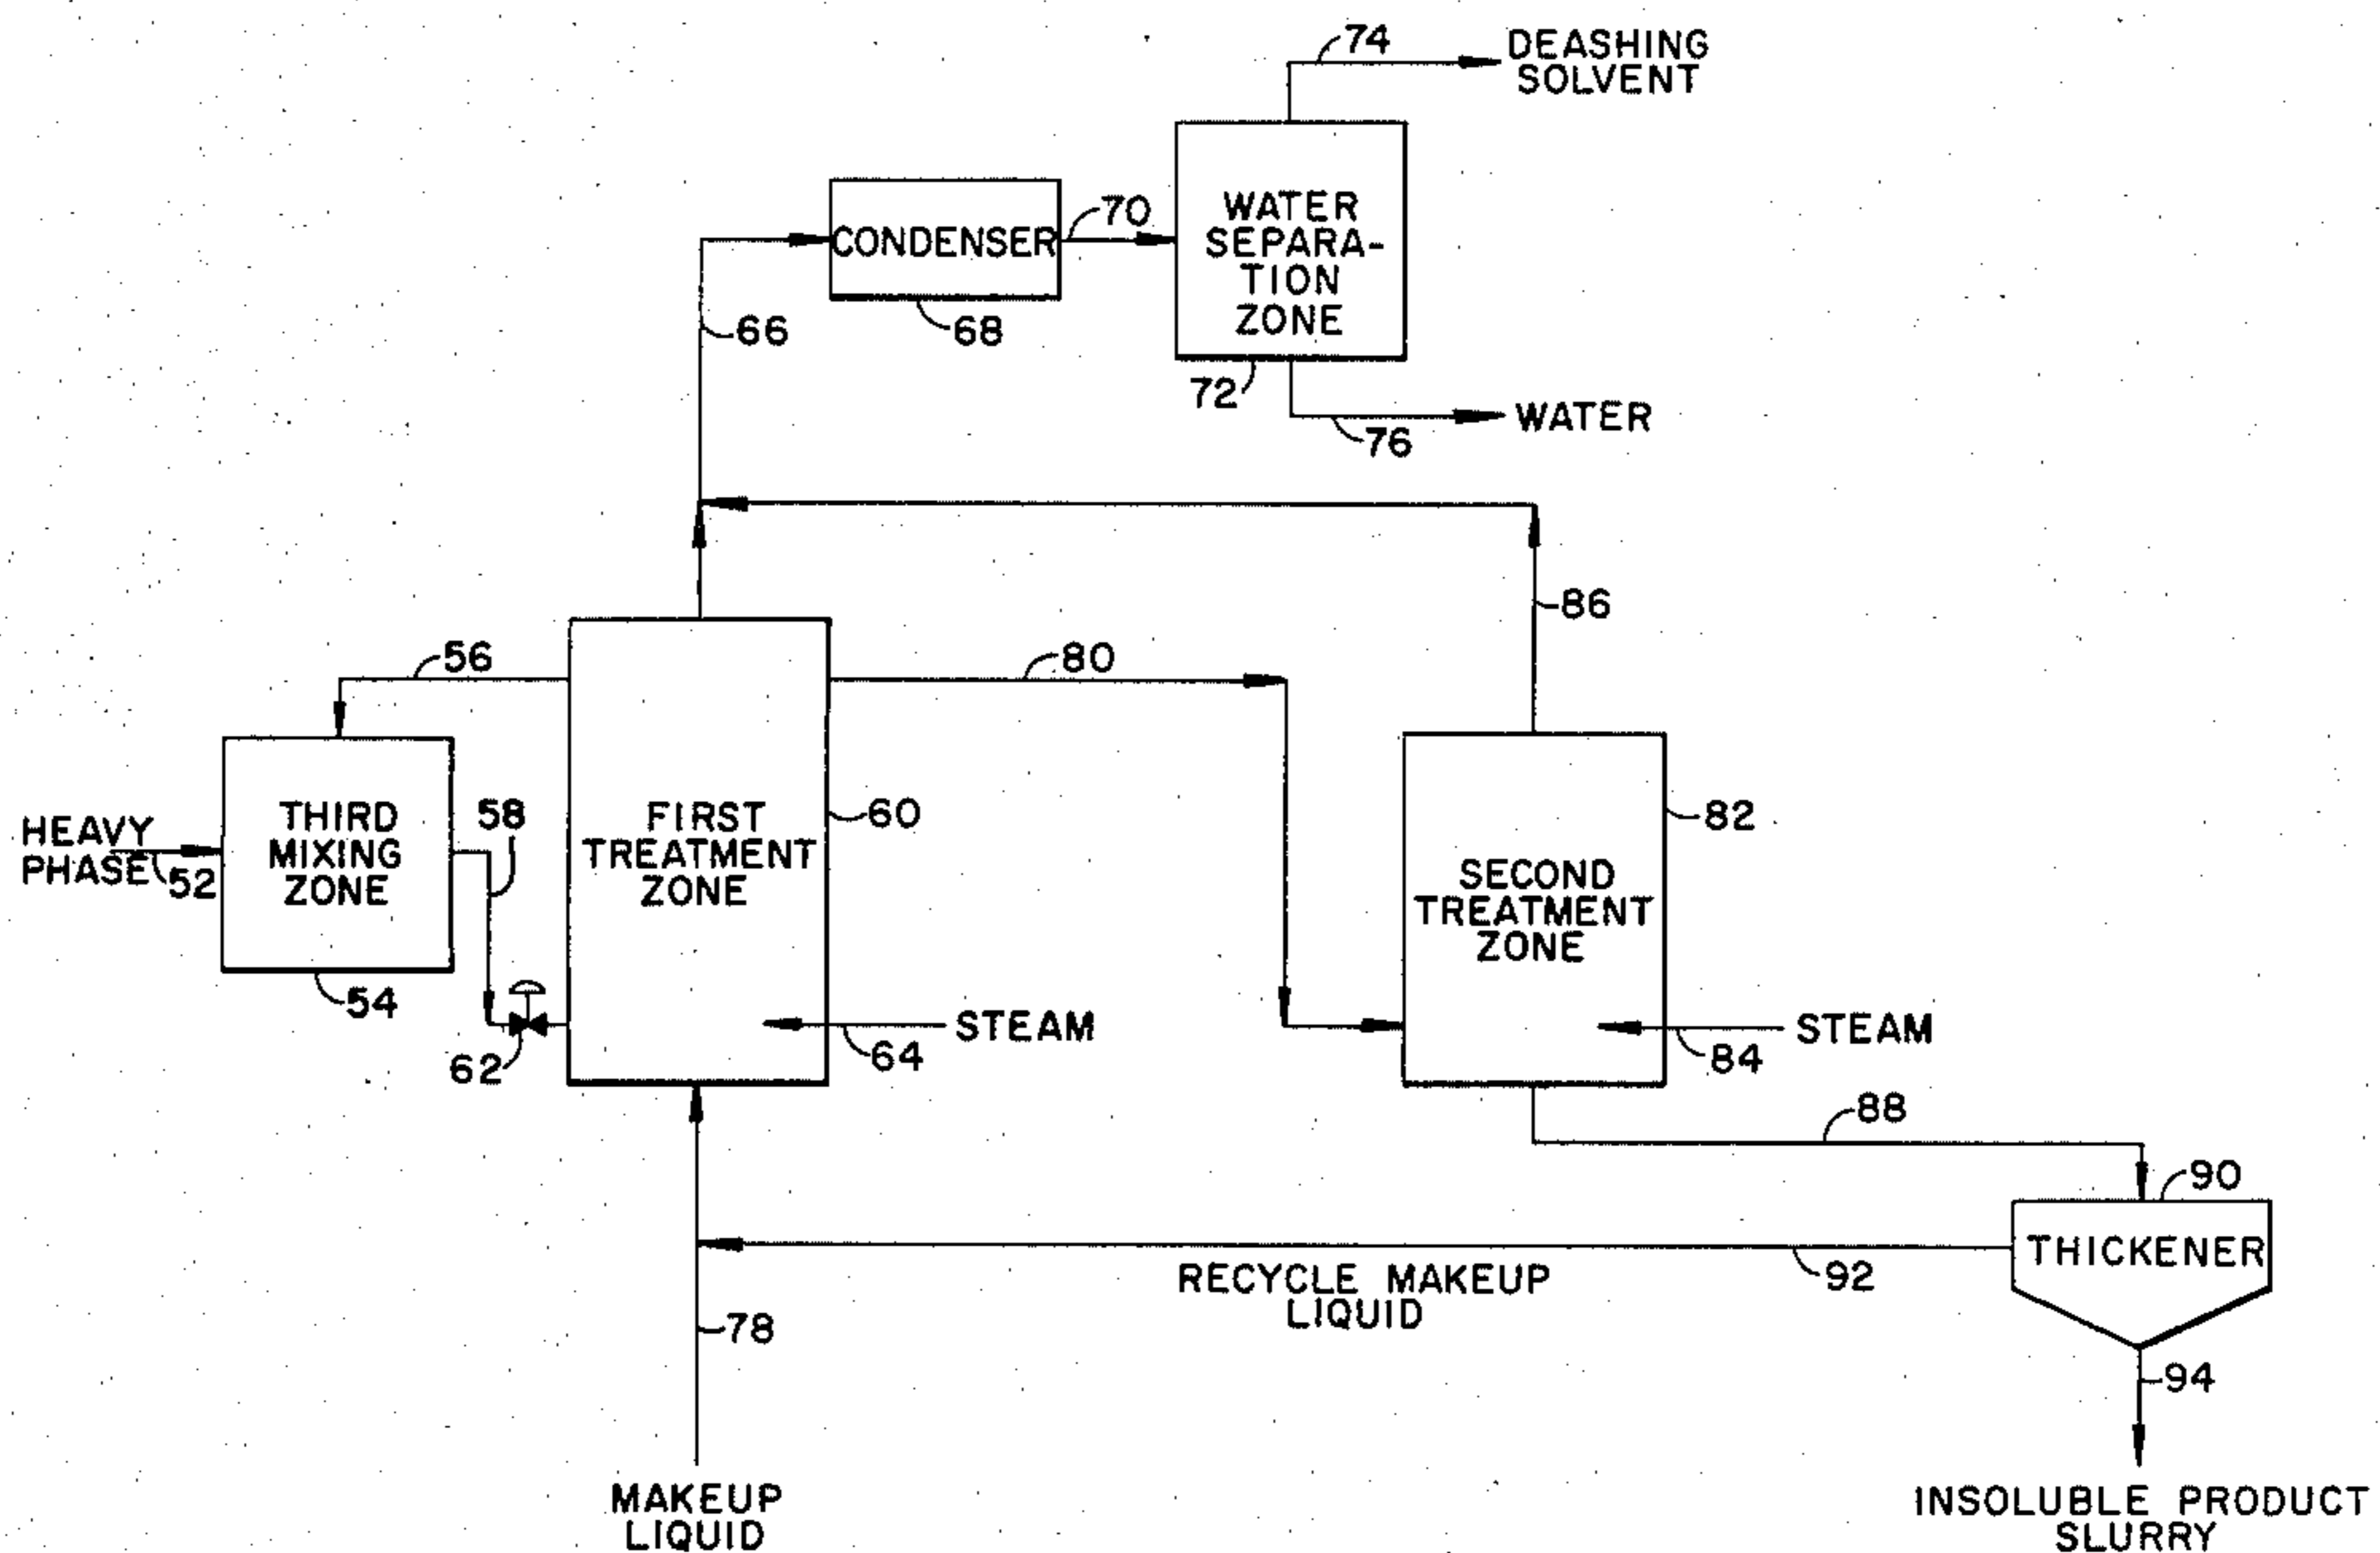 74
DEASHING
SOLVENT
CONDENSER
70
WATER
SEPARA-
TION
ZONE
66
68
72
WATER
76
86
56
80
HEAVY
PHASE
52
THIRD
MIXING
ZONE
54
58
62
FIRST
TREATMENT
ZONE
60
STEAM
64
SECOND
TREATMENT
ZONE
82
STEAM
84
88
90
THICKENER
RECYCLE MAKEUP
LIQUID
92
78
94
MAKEUP
LIQUID
INSOLUBLE PRODUCT
SLURRY